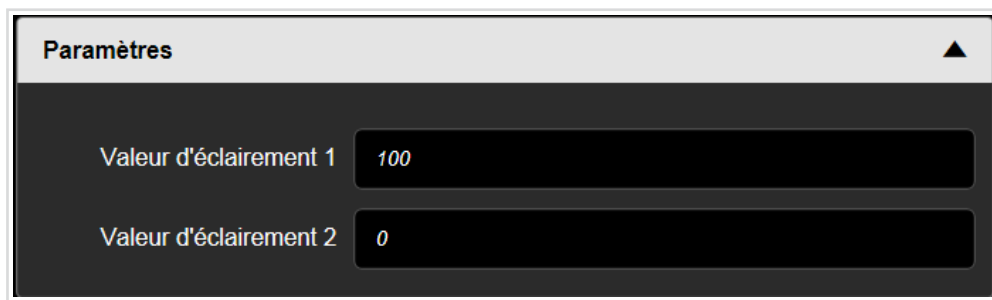 Paramètres
Valeur d'éclairement 1 100
Valeur d'éclairement 2 0